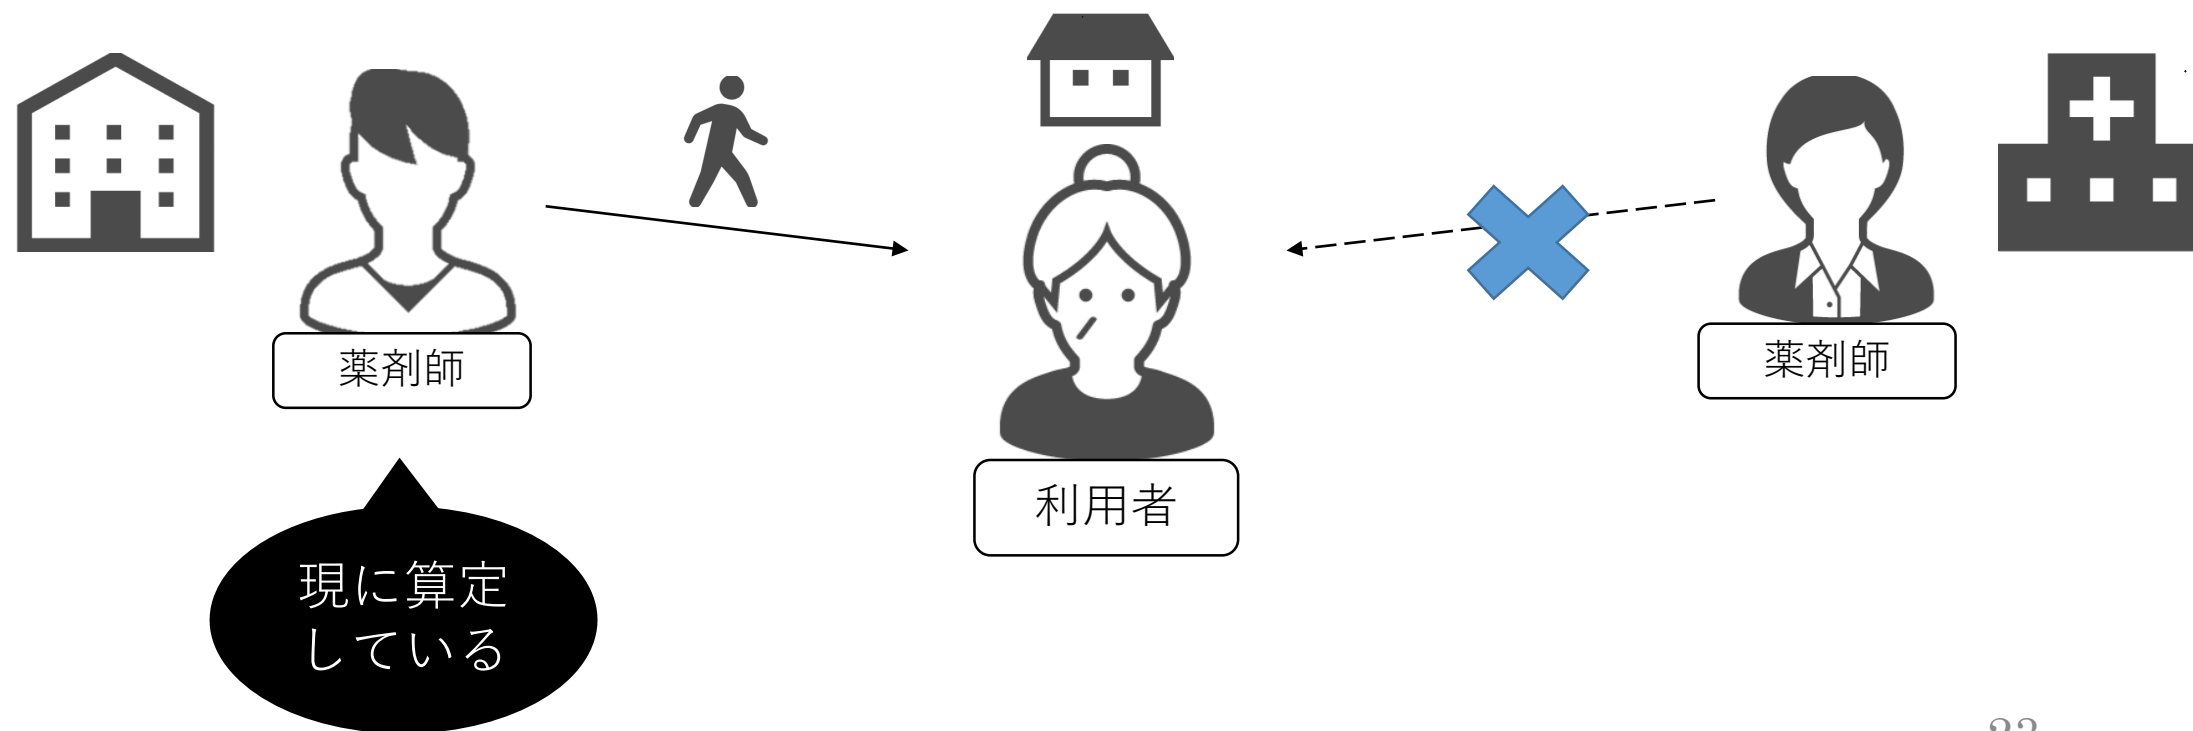 薬剤師
薬剤師
利用者
現に算定
している